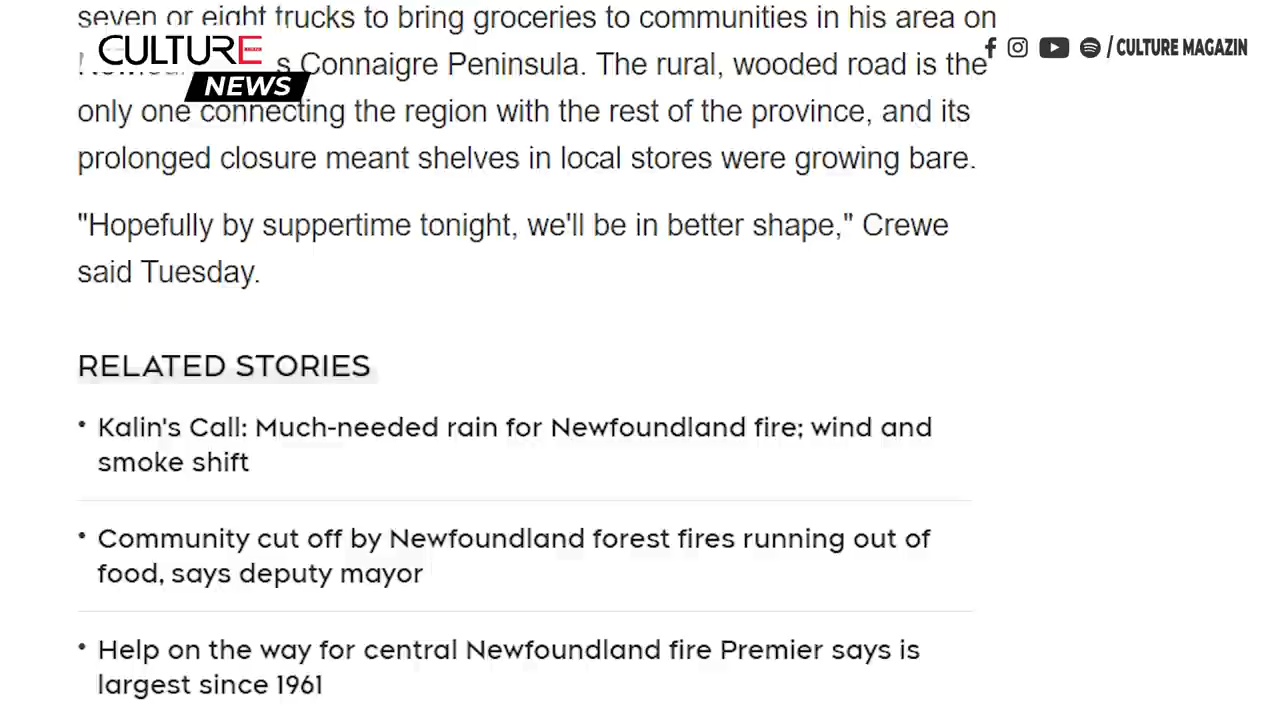 seven or eight trucks to bring groceries to communities in his area on
CULTURE
s Connaigre Peninsula. The rural, wooded road is the
/ CULTURE MAGAZIN
NEWS
only one connecting the region with the rest of the province, and its
prolonged closure meant shelves in local stores were growing bare.
"Hopefully by suppertime tonight, we'll be in better shape," Crewe
said Tuesday.
RELATED STORIES
• Kalin's Call: Much-needed rain for Newfoundland fire; wind and
smoke shift
• Community cut off by Newfoundland forest fires running out of
food, says deputy mayor
• Help on the way for central Newfoundland fire Premier says is
largest since 1961